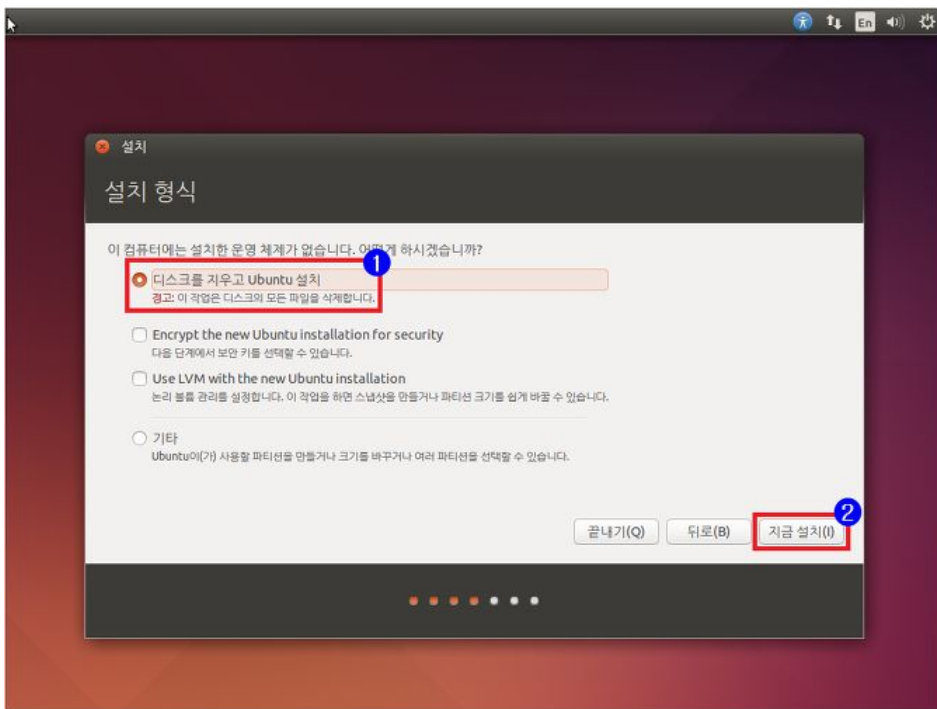 En
설치
설치 형식
이 컴퓨터에는 설치한 운영 체제가 없습니다. 어떻게 하시겠습니까?
1
디스크를 지우고 Ubuntu 설치
경고: 이 작업은 디스크의 모든 파일을 삭제합니다.
Encrypt the new Ubuntu installation for security
다음 단계에서 보안 키를 선택할 수 있습니다.
Use LVM with the new Ubuntu installation
논리 볼륨 관리를 설정합니다. 이 작업을 하면 스냅샷을 만들거나 파티션 크기를 쉽게 바꿀 수 있습니다.
기타
Ubuntu이(가) 사용할 파티션을 만들거나 크기를 바꾸거나 여러 파티션을 선택할 수 있습니다.
2
끝내기(Q) 뒤로(B) 지금 설치(I)